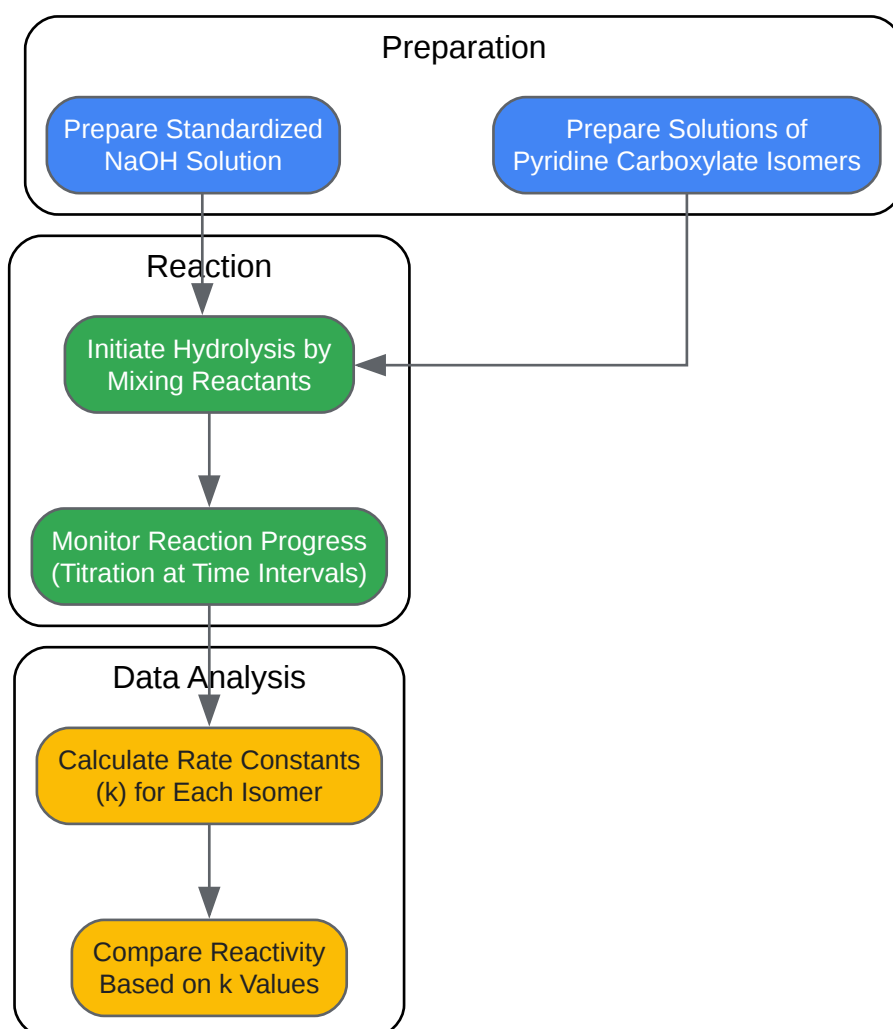 Preparation
Prepare Standardized
NaOH Solution
Prepare Solutions of
Pyridine Carboxylate Isomers
Reaction
Initiate Hydrolysis by
Mixing Reactants
Monitor Reaction Progress
(Titration at Time Intervals)
Data Analysis
Calculate Rate Constants
(k) for Each Isomer
Compare Reactivity
Based on k Values